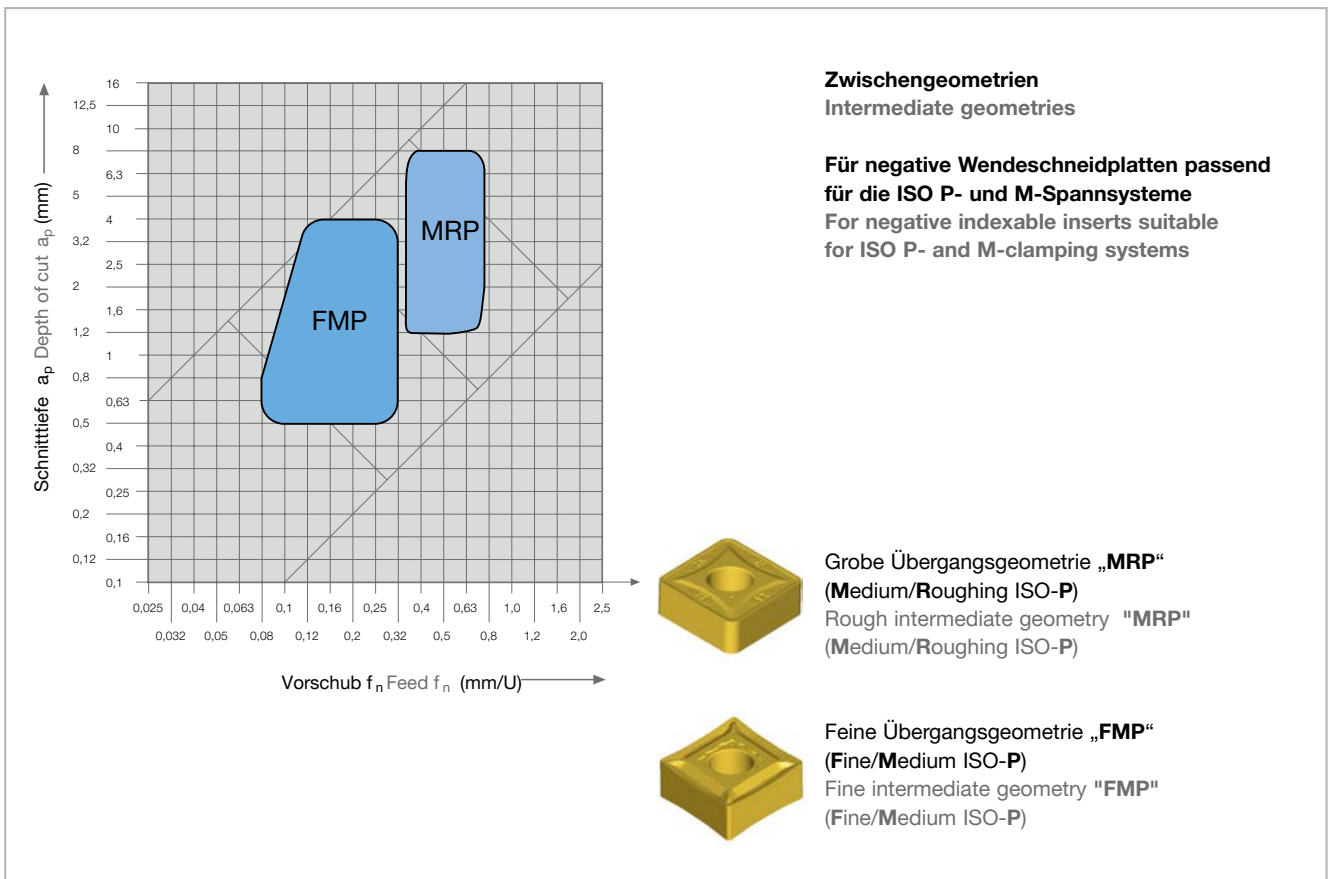 Schnitttiefe ap Depth of cut ap (mm)
16
12,5
10
8
6,3
5
4
3,2
2,5
2
1,6
1,2
1
0,8
0,63
0,5
0,4
0,32
0,25
0,2
0,16
0,12
0,1
MRP
FMP
0,025 0,04 0,063 0,1 0,16 0,25 0,4 0,63 1,0 1,6 2,5
0,032 0,05 0,08 0,12 0,2 0,32 0,5 0,8 1,2 2,0
Vorschub fn Feed fn (mm/U)
Zwischengeometrien
Intermediate geometries
Für negative Wendeschneidplatten passend
für die ISO P- und M-Spannsysteme
For negative indexable inserts suitable
for ISO P- and M-clamping systems
Grobe Übergangsgeometrie „MRP“
(Medium/Roughing ISO-P)
Rough intermediate geometry "MRP"
(Medium/Roughing ISO-P)
Feine Übergangsgeometrie „FMP“
(Fine/Medium ISO-P)
Fine intermediate geometry "FMP"
(Fine/Medium ISO-P)